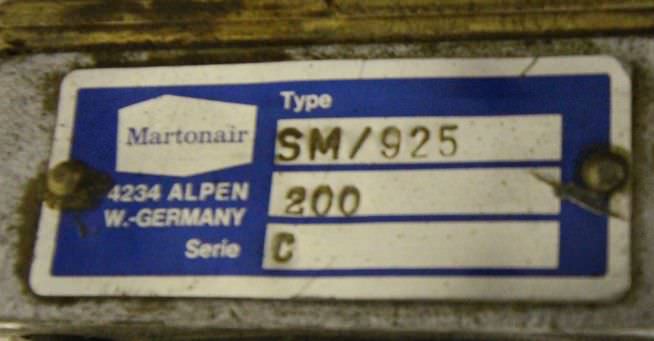 Type
Martonair
SM/925
4234 ALPEN
200
W.-GERMANY
Serie C